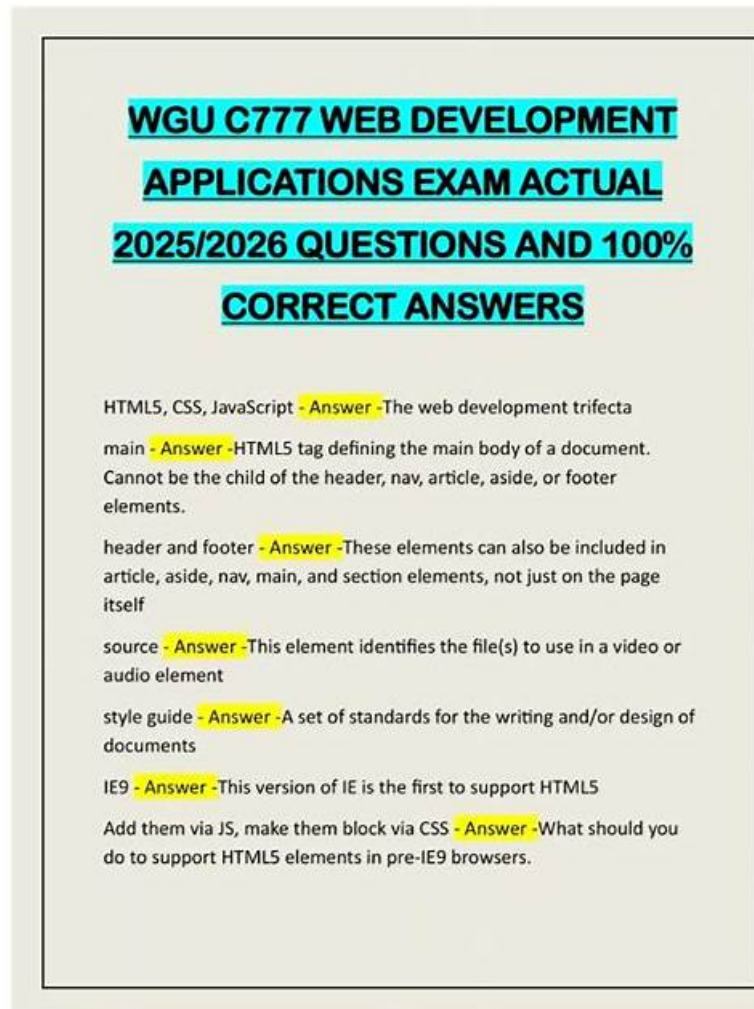 WGU C777 WEB DEVELOPMENT
APPLICATIONS EXAM ACTUAL
2025/2026 QUESTIONS AND 100%
CORRECT ANSWERS
HTML5, CSS, JavaScript - Answer -The web development trifecta
main - Answer -HTML5 tag defining the main body of a document.
Cannot be the child of the header, nav, article, aside, or footer
elements.
header and footer - Answer -These elements can also be included in
article, aside, nav, main, and section elements, not just on the page
itself
source - Answer -This element identifies the file(s) to use in a video or
audio element
style guide - Answer -A set of standards for the writing and/or design of
documents
IE9 - Answer -This version of IE is the first to support HTML5
Add them via JS, make them block via CSS - Answer -What should you
do to support HTML5 elements in pre-IE9 browsers.